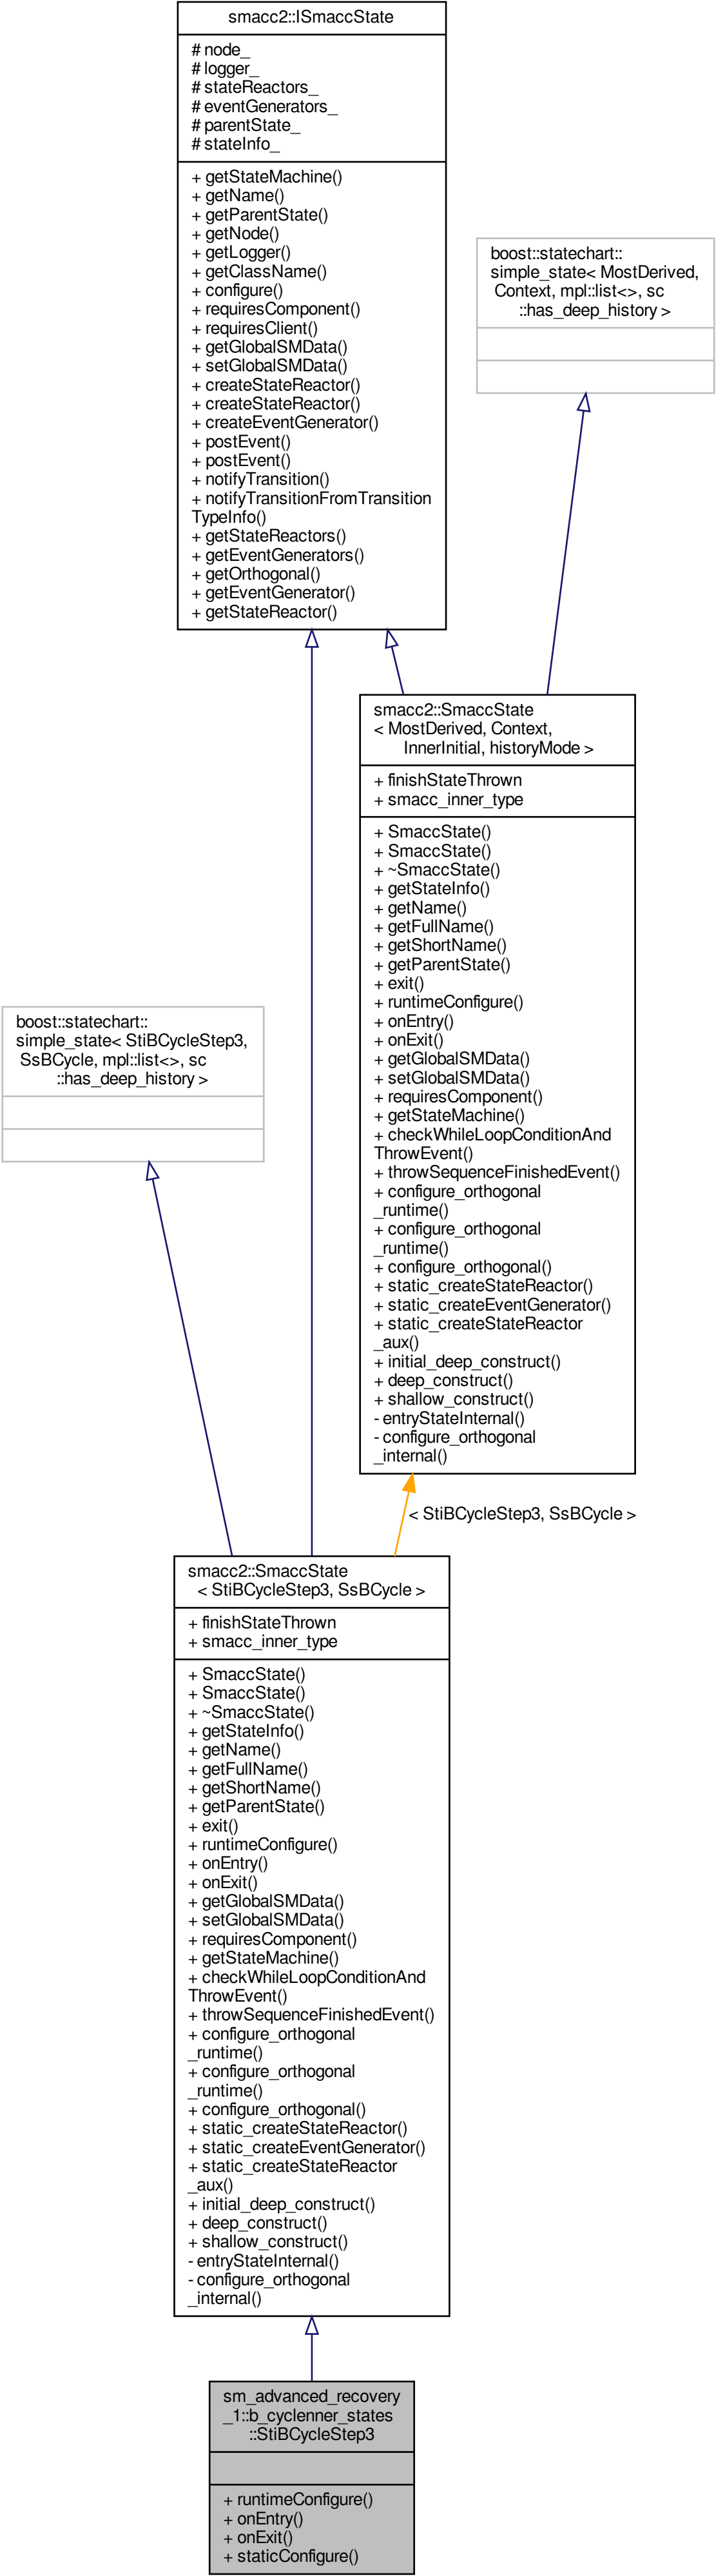 smacc2::ISmaccState
# node_
# logger_
# stateReactors_
# eventGenerators_
# parentState_
# stateInfo_
+ getStateMachine()
+ getName()
+ getParentState()
+ getNode()
+ getLogger()
+ getClassName()
+ configure()
+ requiresComponent()
+ requiresClient()
+ getGlobalSMData()
+ setGlobalSMData()
+ createStateReactor()
+ createStateReactor()
+ createEventGenerator()
+ postEvent()
+ postEvent()
+ notifyTransition()
+ notifyTransitionFromTransition
TypeInfo()
+ getStateReactors()
+ getEventGenerators()
+ getOrthogonal()
+ getEventGenerator()
+ getStateReactor()
boost::statechart::
simple_state< MostDerived,
Context, mpl::list<>, sc
::has_deep_history >
smacc2::SmaccState
< MostDerived, Context,
InnerInitial, historyMode >
+ finishStateThrown
+ smacc_inner_type
+ SmaccState()
+ SmaccState()
+ ~SmaccState()
+ getStateInfo()
+ getName()
+ getFullName()
+ getShortName()
+ getParentState()
+ exit()
+ runtimeConfigure()
+ onEntry()
+ onExit()
+ getGlobalSMData()
+ setGlobalSMData()
+ requiresComponent()
+ getStateMachine()
+ checkWhileLoopConditionAnd
ThrowEvent()
+ throwSequenceFinishedEvent()
+ configure_orthogonal
_runtime()
+ configure_orthogonal
_runtime()
+ configure_orthogonal()
+ static_createStateReactor()
+ static_createEventGenerator()
+ static_createStateReactor
_aux()
+ initial_deep_construct()
+ deep_construct()
+ shallow_construct()
- entryStateInternal()
- configure_orthogonal
_internal()
boost::statechart::
simple_state< StiBCycleStep3,
SsBCycle, mpl::list<>, sc
::has_deep_history >
< StiBCycleStep3, SsBCycle >
smacc2::SmaccState
< StiBCycleStep3, SsBCycle >
+ finishStateThrown
+ smacc_inner_type
+ SmaccState()
+ SmaccState()
+ ~SmaccState()
+ getStateInfo()
+ getName()
+ getFullName()
+ getShortName()
+ getParentState()
+ exit()
+ runtimeConfigure()
+ onEntry()
+ onExit()
+ getGlobalSMData()
+ setGlobalSMData()
+ requiresComponent()
+ getStateMachine()
+ checkWhileLoopConditionAnd
ThrowEvent()
+ throwSequenceFinishedEvent()
+ configure_orthogonal
_runtime()
+ configure_orthogonal
_runtime()
+ configure_orthogonal()
+ static_createStateReactor()
+ static_createEventGenerator()
+ static_createStateReactor
_aux()
+ initial_deep_construct()
+ deep_construct()
+ shallow_construct()
- entryStateInternal()
- configure_orthogonal
_internal()
sm_advanced_recovery
_1::b_cyclenner_states
::StiBCycleStep3
+ runtimeConfigure()
+ onEntry()
+ onExit()
+ staticConfigure()